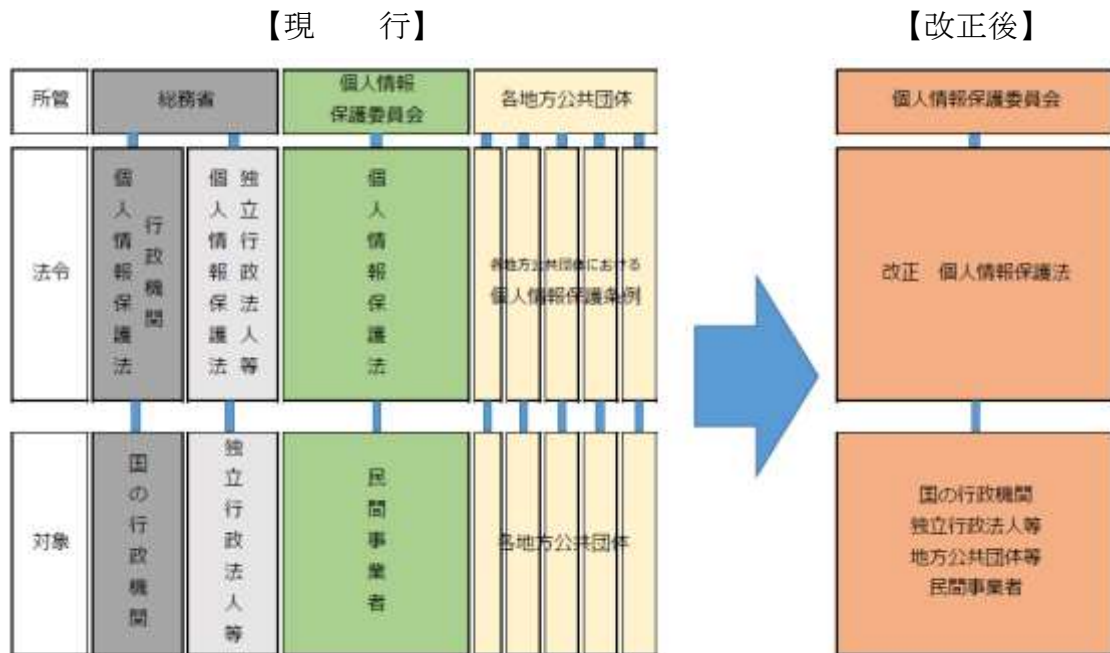 【現　　行】
【改正後】
所管
総務省
個人情報
保護委員会
各地方公共団体
法令
行政機関
個人情報保護法
独立行政法人等
個人情報保護法
個人情報保護法
各地方公共団体における
個人情報保護条例
対象
国の行政機関
独立行政法人等
民間事業者
各地方公共団体
個人情報保護委員会
改正　個人情報保護法
国の行政機関
独立行政法人等
地方公共団体等
民間事業者